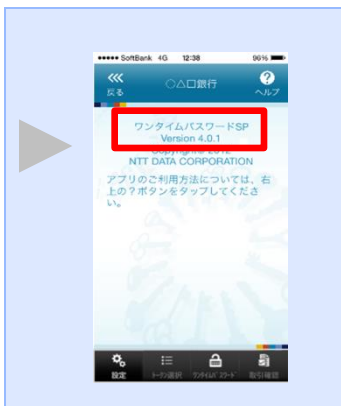 ●●●●● SoftBank 4G 12:38 96%
戻る
○△口銀行
ヘルプ
ワンタイムパスワードSP
Version 4.0.1
Copyright© 2012
NTT DATA CORPORATION
アプリのご利用方法については、右
上の?ボタンをタップしてくださ
い。
設定 トークン選択 ワンタイムパスワード 取引確認